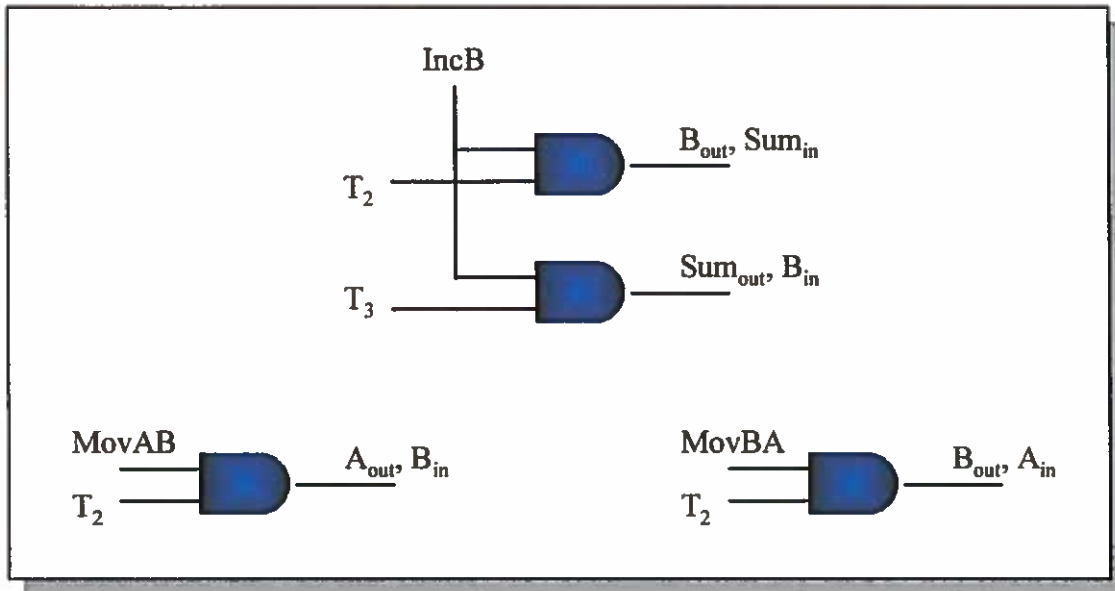 IncB
B_out, Sum_in
T_2
Sum_out, B_in
T_3
MovAB
A_out, B_in
T_2
MovBA
B_out, A_in
T_2